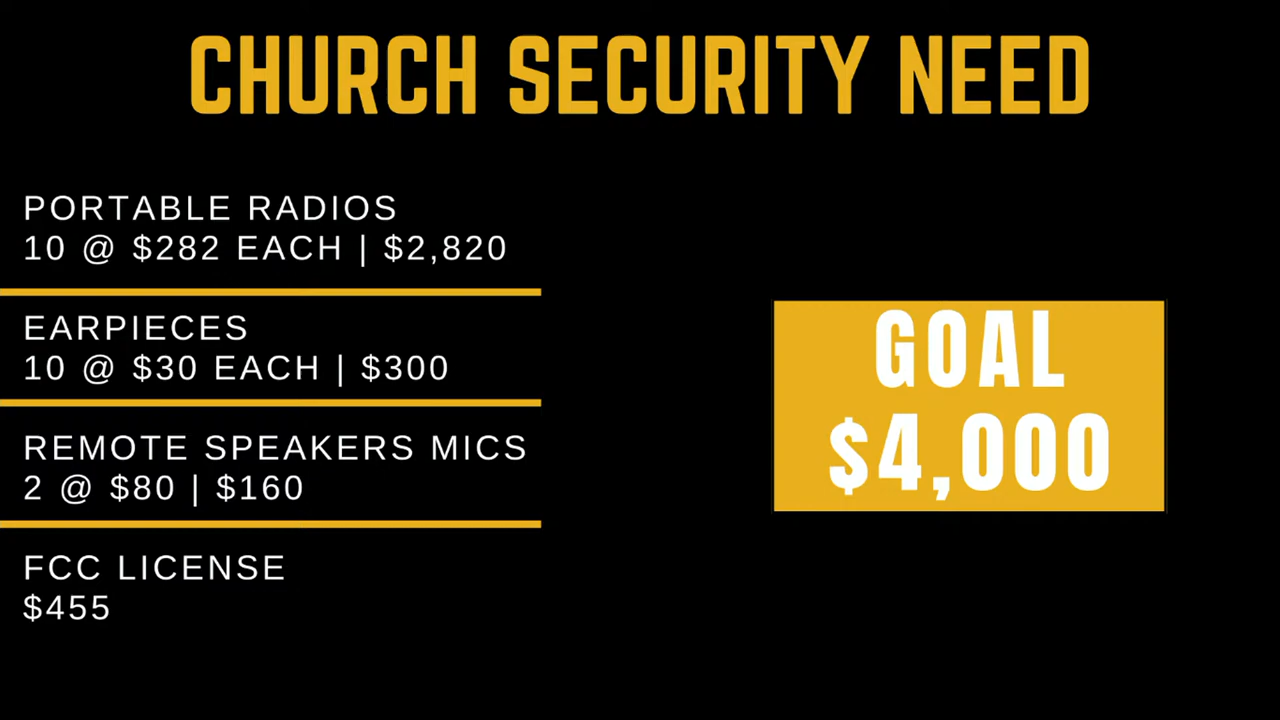 CHURCH SECURITY NEED
PORTABLE RADIOS
10 @ $282 EACH | $2,820
EARPIECES
10 @ $30 EACH | $300
REMOTE SPEAKERS MICS
2 @ $80 | $160
FCC LICENSE
$455
GOAL
$4,000